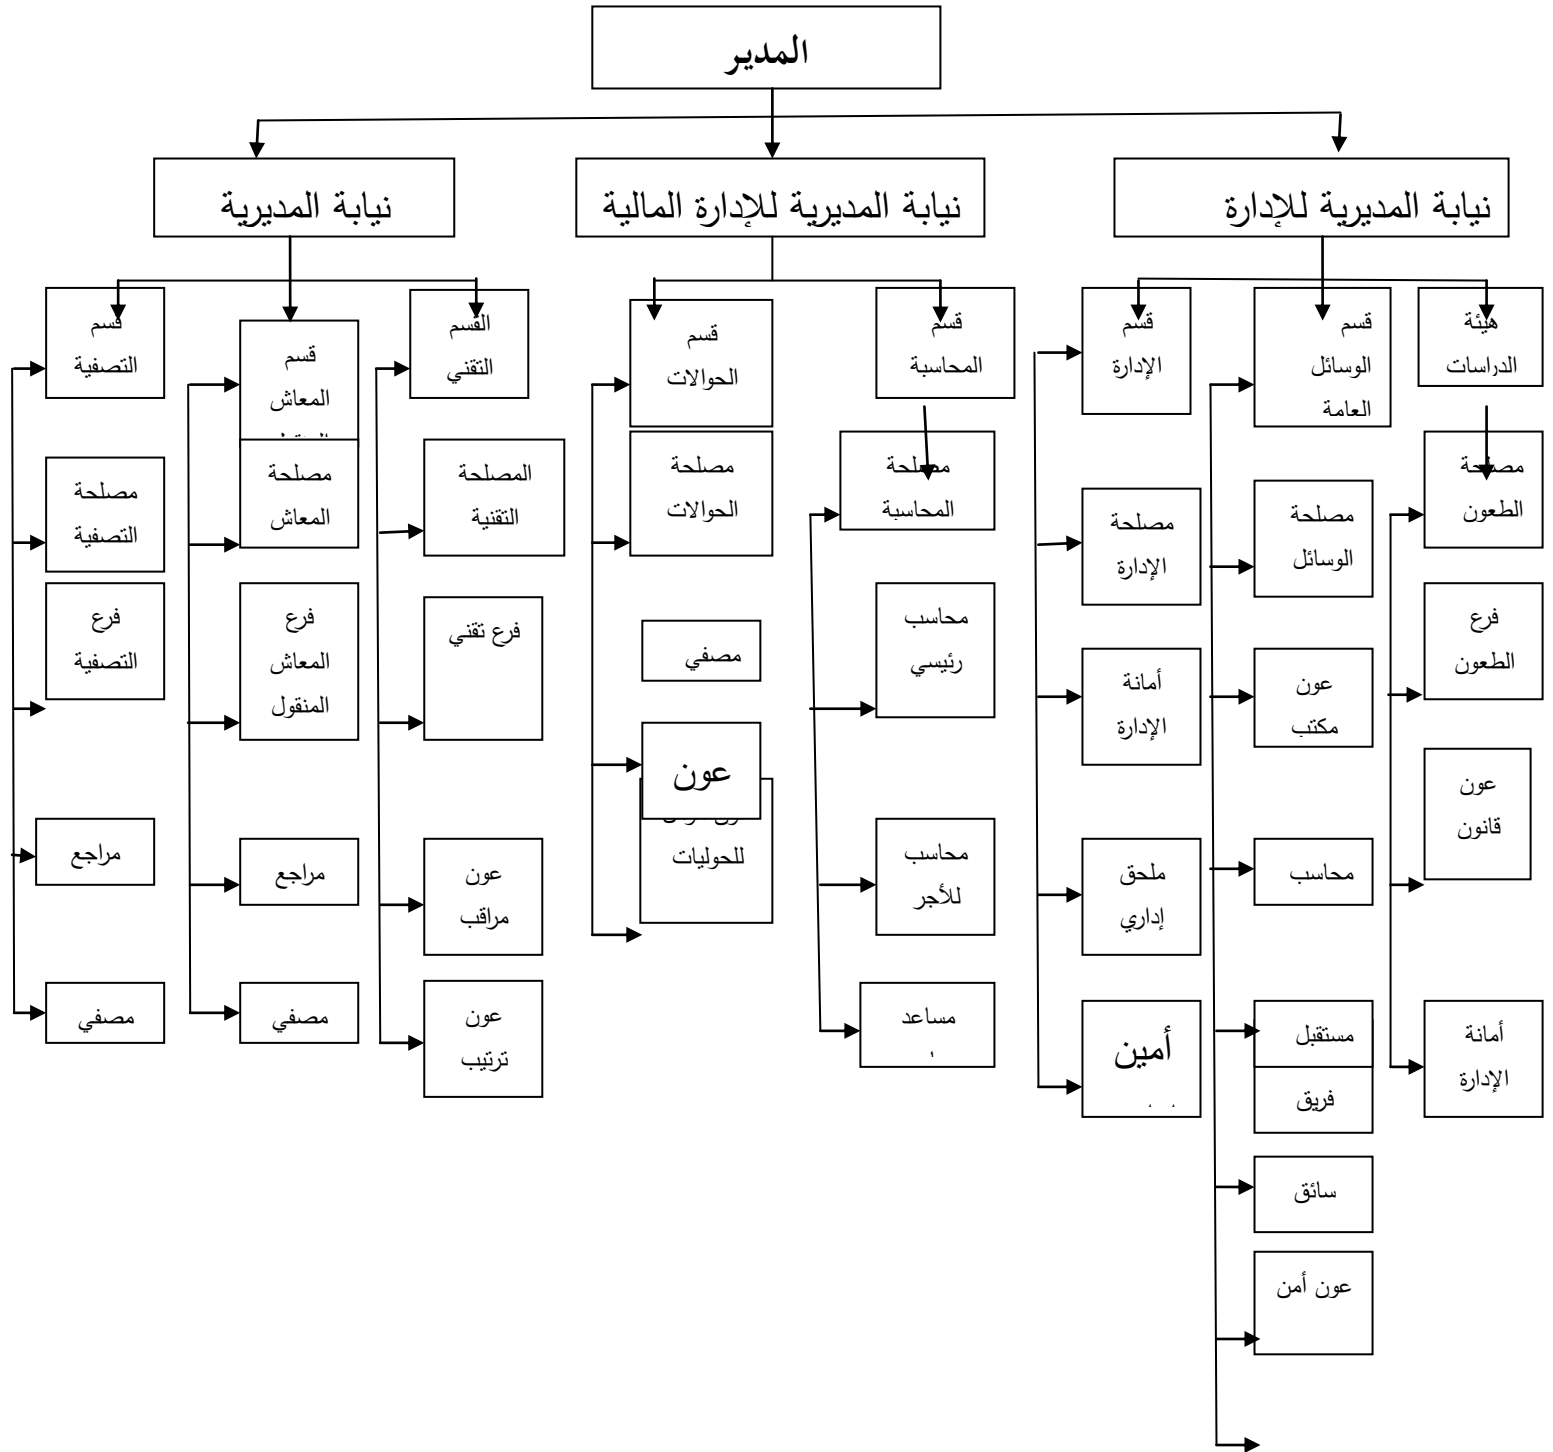 المدير
نيابة المديرية للإدارة
نيابة المديرية للإدارة المالية
نيابة المديرية
هيئة
الدراسات
قسم
الوسائل
العامة
قسم
الإدارة
قسم
المحاسبة
قسم
الحوالات
القسم
التقني
قسم
المعاش
قسم
التصفية
مصلحة
الطعون
مصلحة
الوسائل
مصلحة
الإدارة
مصلحة
المحاسبة
مصلحة
الحوالات
المصلحة
التقنية
مصلحة
المعاش
مصلحة
التصفية
فرع
الطعون
عون
مكتب
أمانة
الإدارة
محاسب
رئيسي
مصفي
فرع تقني
فرع
المعاش
المنقول
فرع
التصفية
عون
قانون
محاسب
ملحق
إداري
محاسب
للأجر
عون
للحوليات
عون
مراقب
مراجع
مراجع
أمانة
الإدارة
مستقبل
فريق
أمين
مساعد
عون
ترتيب
مصفي
مصفي
سائق
عون أمن